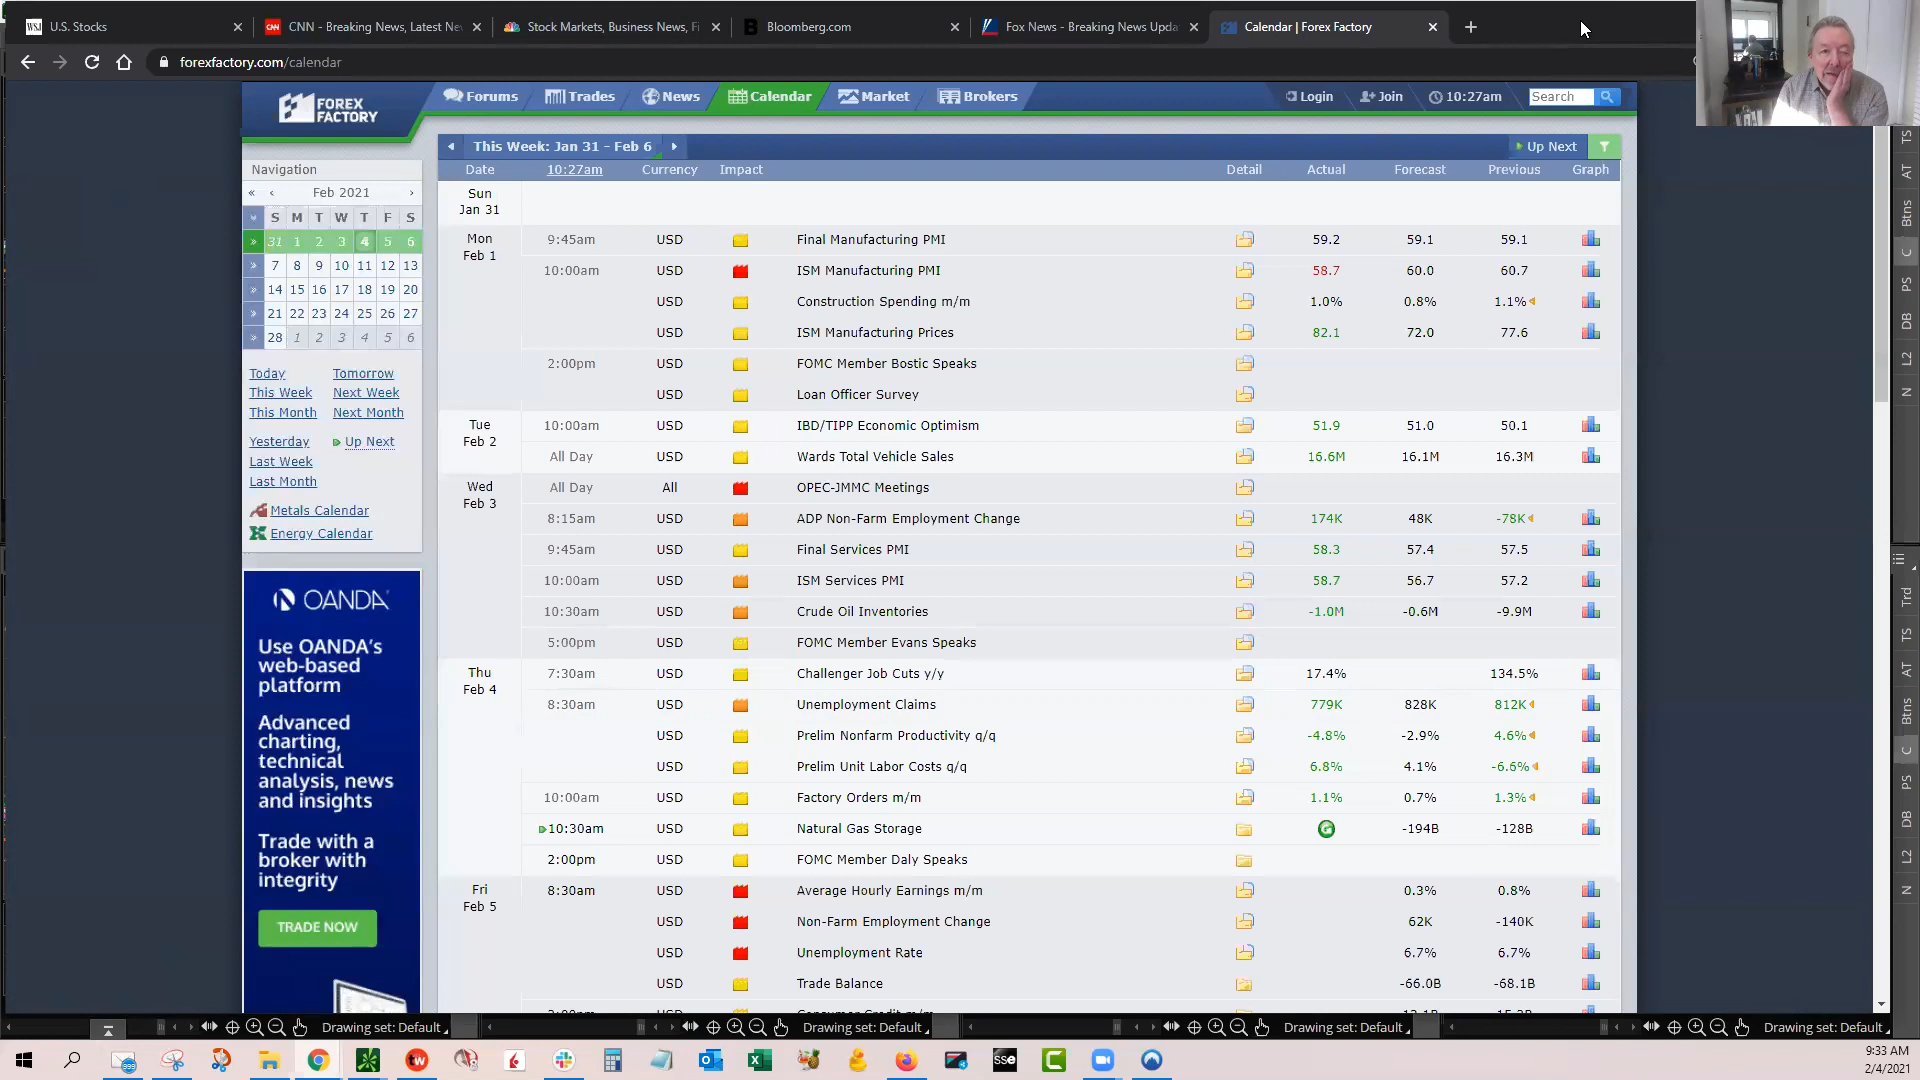 U.S. Stocks
CNN - Breaking News, Latest Ne
Stock Markets, Business News, Fi
Bloomberg.com
Fox News - Breaking News Upda
Calendar | Forex Factory
forexfactory.com/calendar
FOREX
FACTORY
Forums
Trades
News
Calendar
Market
Brokers
Login
Join
10:27am
Search
This Week: Jan 31 - Feb 6
Up Next
Date 10:27am Currency Impact Detail Actual Forecast Previous Graph
Sun
Jan 31
Mon
Feb 1
9:45am USD Final Manufacturing PMI 59.2 59.1 59.1
10:00am USD ISM Manufacturing PMI 58.7 60.0 60.7
USD Construction Spending m/m 1.0% 0.8% 1.1%
USD ISM Manufacturing Prices 82.1 72.0 77.6
2:00pm USD FOMC Member Bostic Speaks
USD Loan Officer Survey
Tue
Feb 2
10:00am USD IBD/TIPP Economic Optimism 51.9 51.0 50.1
All Day USD Wards Total Vehicle Sales 16.6M 16.1M 16.3M
Wed
Feb 3
All Day All OPEC-JMMC Meetings
8:15am USD ADP Non-Farm Employment Change 174K 48K -78K
9:45am USD Final Services PMI 58.3 57.4 57.5
10:00am USD ISM Services PMI 58.7 56.7 57.2
10:30am USD Crude Oil Inventories -1.0M -0.6M -9.9M
5:00pm USD FOMC Member Evans Speaks
Thu
Feb 4
7:30am USD Challenger Job Cuts y/y 17.4% 134.5%
8:30am USD Unemployment Claims 779K 828K 812K
USD Prelim Nonfarm Productivity q/q -4.8% -2.9% 4.6%
USD Prelim Unit Labor Costs q/q 6.8% 4.1% -6.6%
10:00am USD Factory Orders m/m 1.1% 0.7% 1.3%
10:30am USD Natural Gas Storage -194B -128B
2:00pm USD FOMC Member Daly Speaks
Fri
Feb 5
8:30am USD Average Hourly Earnings m/m 0.3% 0.8%
USD Non-Farm Employment Change 62K -140K
USD Unemployment Rate 6.7% 6.7%
USD Trade Balance -66.0B -68.1B
Navigation
« ‹ Feb 2021 ›
S M T W T F S
31 1 2 3 4 5 6
7 8 9 10 11 12 13
14 15 16 17 18 19 20
21 22 23 24 25 26 27
28 1 2 3 4 5 6
Today Tomorrow
This Week Next Week
This Month Next Month
Yesterday Up Next
Last Week
Last Month
Metals Calendar
Energy Calendar
OANDA
Use OANDA's
web-based
platform
Advanced
charting,
technical
analysis, news
and insights
Trade with a
broker with
integrity
TRADE NOW
TS
AT
Btns
C
PS
DB
L2
N
Trd
TS
AT
Btns
C
PS
DB
L2
N
Drawing set: Default
Drawing set: Default
Drawing set: Default
Drawing set: Default
9:33 AM
2/4/2021